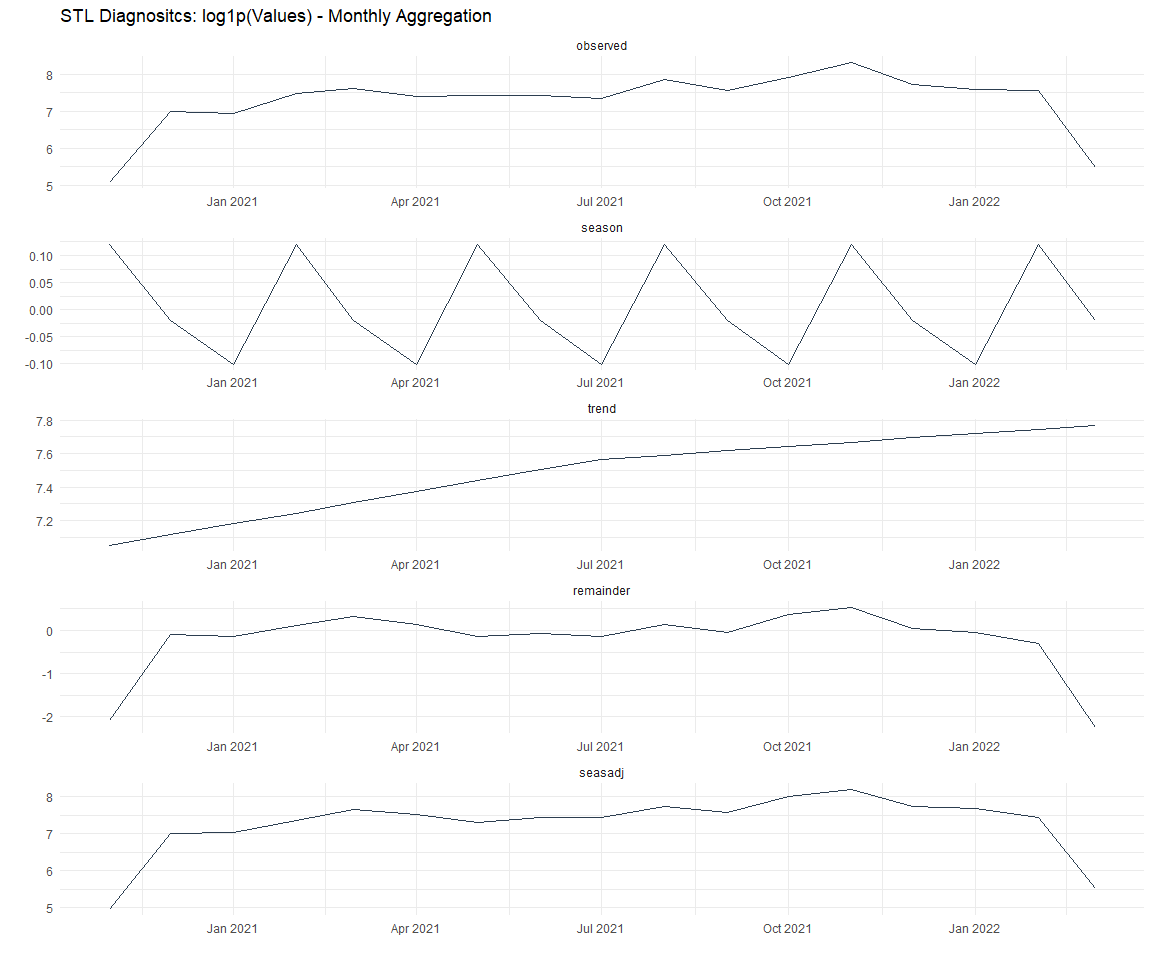 STL Diagnositcs: log1p(Values) - Monthly Aggregation
observed
8
7
6
5
Jan 2021 Apr 2021 Jul 2021 Oct 2021 Jan 2022
season
0.10
0.05
0.00
-0.05
-0.10
Jan 2021 Apr 2021 Jul 2021 Oct 2021 Jan 2022
trend
7.8
7.6
7.4
7.2
Jan 2021 Apr 2021 Jul 2021 Oct 2021 Jan 2022
remainder
0
-1
-2
Jan 2021 Apr 2021 Jul 2021 Oct 2021 Jan 2022
seasadj
8
7
6
5
Jan 2021 Apr 2021 Jul 2021 Oct 2021 Jan 2022